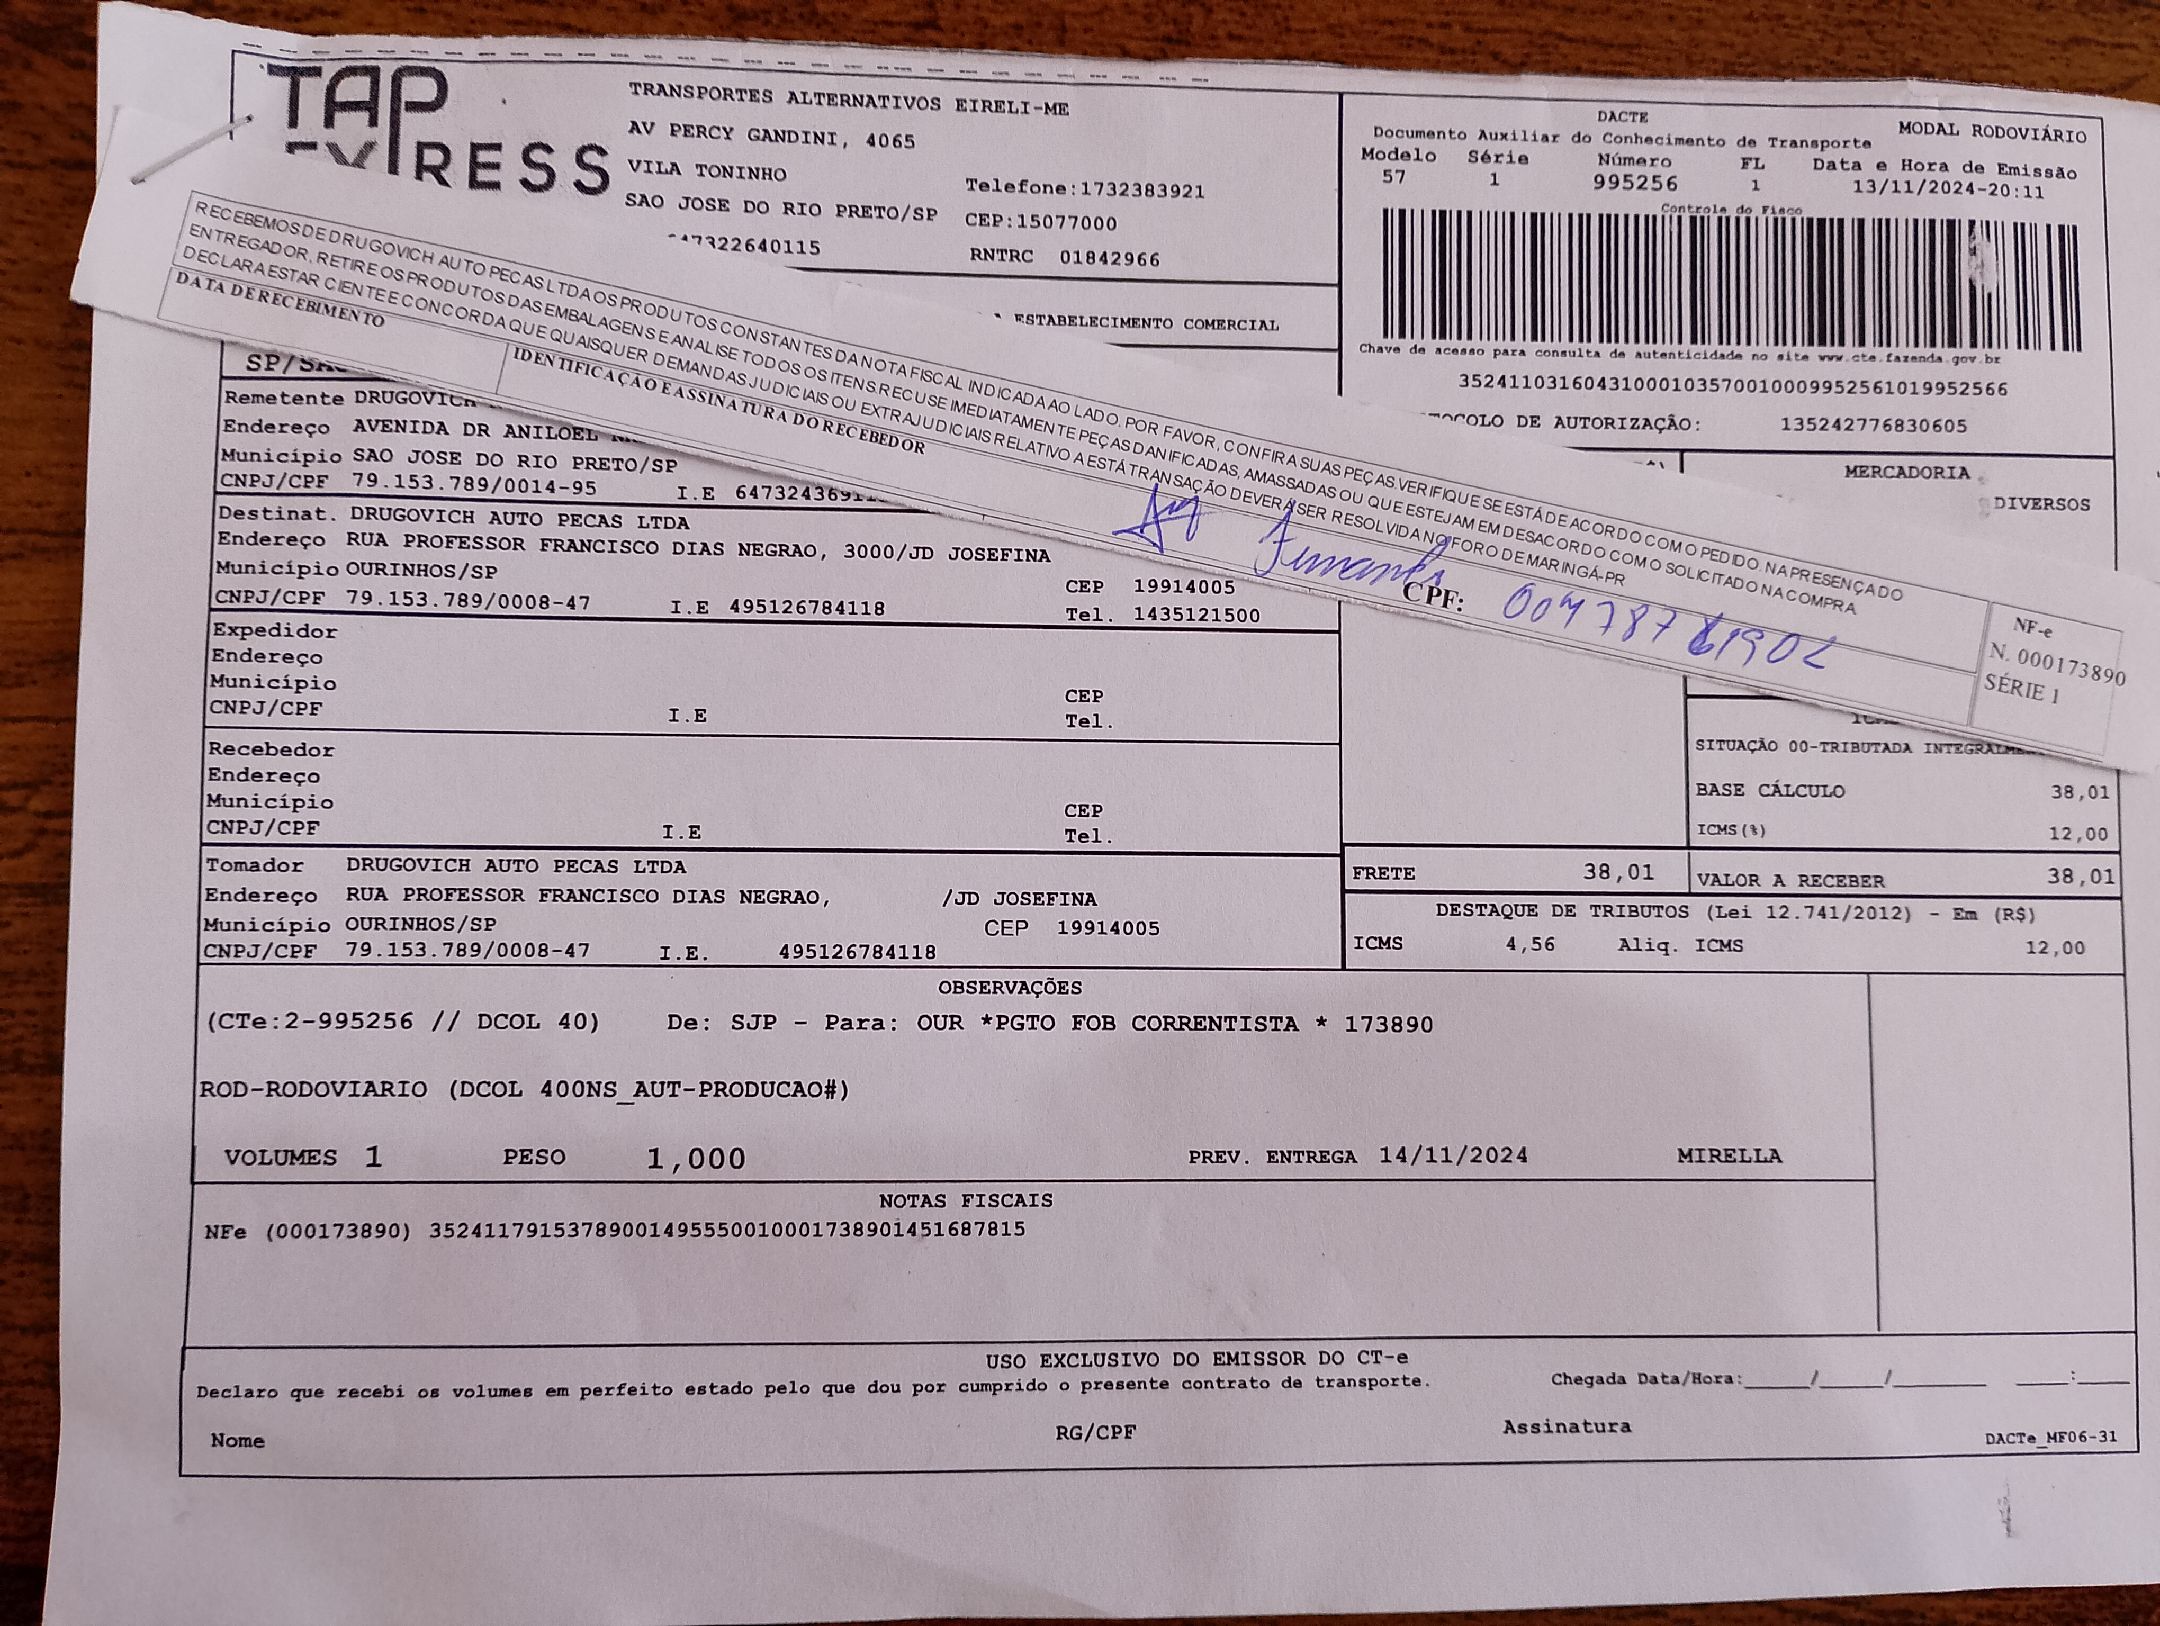 TAP
EXPRESS
TRANSPORTES ALTERNATIVOS EIRELI-ME
AV PERCY GANDINI, 4065
VILA TONINHO
Telefone:1732383921
SAO JOSE DO RIO PRETO/SP
CEP:15077000
47322640115
RNTRC 01842966
DACTE
MODAL RODOVIÁRIO
Documento Auxiliar do Conhecimento de Transporte
Modelo Série Número FL Data e Hora de Emissão
57 1 995256 1 13/11/2024-20:11
Controle do Fisco
Chave de acesso para consulta de autenticidade no site www.cte.fazenda.gov.br
35241103160431000103570010009952561019952566
OCOLO DE AUTORIZAÇÃO: 135242776830605
ESTABELECIMENTO COMERCIAL
MERCADORIA
DIVERSOS
RECEBEMOS DE DRUGOVICH AUTO PECAS LTDA OS PRODUTOS CONSTANTES DA NOTA FISCAL INDICADA AO LADO. POR FAVOR, CONFIRA SUAS PEÇAS.VERIFIQUE SE ESTÁ DE ACORDO COM O PEDIDO. NA PRESENÇA DO
ENTREGADOR, RETIRE OS PRODUTOS DAS EMBALAGENS E ANALISE TODOS OS ITENS.RECUSE IMEDIATAMENTE PEÇAS DANIFICADAS, AMASSADAS OU QUE ESTEJAM EM DESACORDO COM O SOLICITADO NA COMPRA
DECLARA ESTAR CIENTE E CONCORDA QUE QUAISQUER DEMANDAS JUDICIAIS OU EXTRAJUDICIAIS RELATIVO A ESTÁ TRANSAÇÃO DEVERÁ SER RESOLVIDA NO FORO DE MARINGÁ-PR
DATA DE RECEBIMENTO
IDENTIFICAÇÃO E ASSINATURA DO RECEBEDOR
CPF:
NF-e
N. 000173890
SÉRIE 1
SP/
Remetente DRUGOVICH
Endereço AVENIDA DR ANILOEL
Município SAO JOSE DO RIO PRETO/SP
CNPJ/CPF 79.153.789/0014-95 I.E
Destinat. DRUGOVICH AUTO PECAS LTDA
Endereço RUA PROFESSOR FRANCISCO DIAS NEGRAO, 3000/JD JOSEFINA
Município OURINHOS/SP CEP 19914005
CNPJ/CPF 79.153.789/0008-47 I.E 495126784118 Tel. 1435121500
Expedidor
Endereço
Município CEP
CNPJ/CPF I.E Tel.
Recebedor
Endereço
Município CEP
CNPJ/CPF I.E Tel.
SITUAÇÃO 00-TRIBUTADA
BASE CÁLCULO 38,01
ICMS(%) 12,00
Tomador DRUGOVICH AUTO PECAS LTDA
Endereço RUA PROFESSOR FRANCISCO DIAS NEGRAO, /JD JOSEFINA
Município OURINHOS/SP CEP 19914005
CNPJ/CPF 79.153.789/0008-47 I.E. 495126784118
FRETE 38,01 VALOR A RECEBER 38,01
DESTAQUE DE TRIBUTOS (Lei 12.741/2012) - Em (R$)
ICMS 4,56 Aliq. ICMS 12,00
OBSERVAÇÕES
(CTe:2-995256 // DCOL 40) De: SJP - Para: OUR *PGTO FOB CORRENTISTA * 173890
ROD-RODOVIARIO (DCOL 400NS_AUT-PRODUCAO#)
VOLUMES 1 PESO 1,000 PREV. ENTREGA 14/11/2024 MIRELLA
NOTAS FISCAIS
NFe (000173890) 35241179153789001495550010001738901451687815
USO EXCLUSIVO DO EMISSOR DO CT-e
Declaro que recebi os volumes em perfeito estado pelo que dou por cumprido o presente contrato de transporte. Chegada Data/Hora:_____/_____/_______ ____:____
Nome RG/CPF Assinatura
DACTe_MF06-31